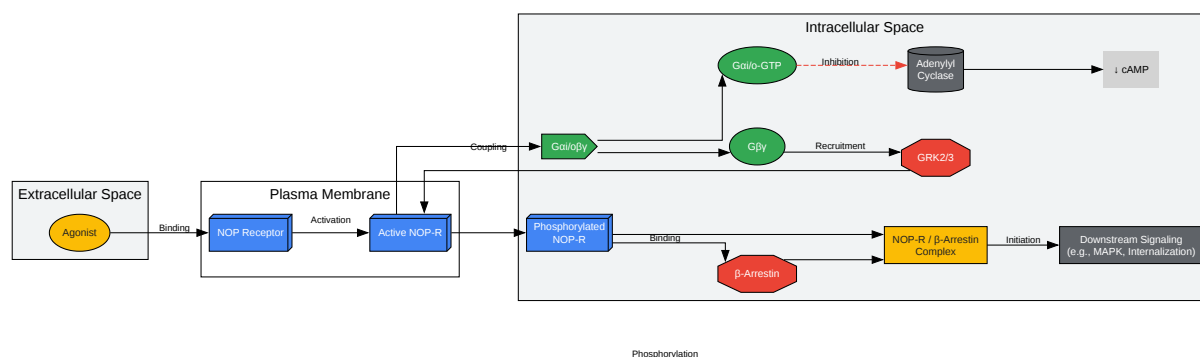 Intracellular Space
Gαi/o-GTP
Inhibition
Adenylyl
Cyclase
↓ cAMP
Coupling
Gαi/oβγ
Gβγ
Recruitment
GRK2/3
Extracellular Space
Agonist
Binding
Plasma Membrane
NOP Receptor
Activation
Active NOP-R
Phosphorylated
NOP-R
Binding
β-Arrestin
NOP-R / β-Arrestin
Complex
Initiation
Downstream Signaling
(e.g., MAPK, Internalization)
Phosphorylation